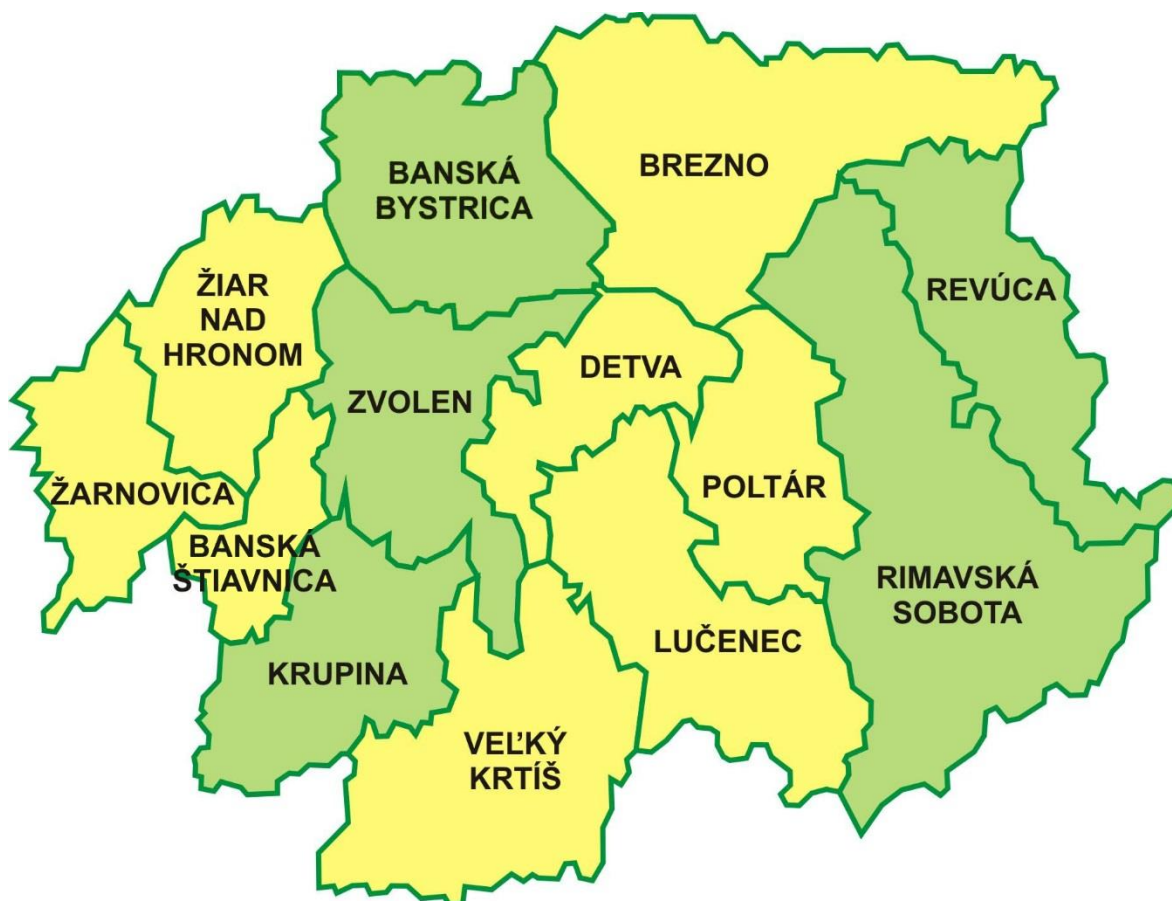 BREZNO
BANSKÁ
BYSTRICA
REVÚCA
ŽIAR
NAD
HRONOM
DETVA
ZVOLEN
POLTÁR
ŽARNOVICA
BANSKÁ
ŠTIAVNICA
RIMAVSKÁ
SOBOTA
LUČENEC
KRUPINA
VEĽKÝ
KRTÍŠ